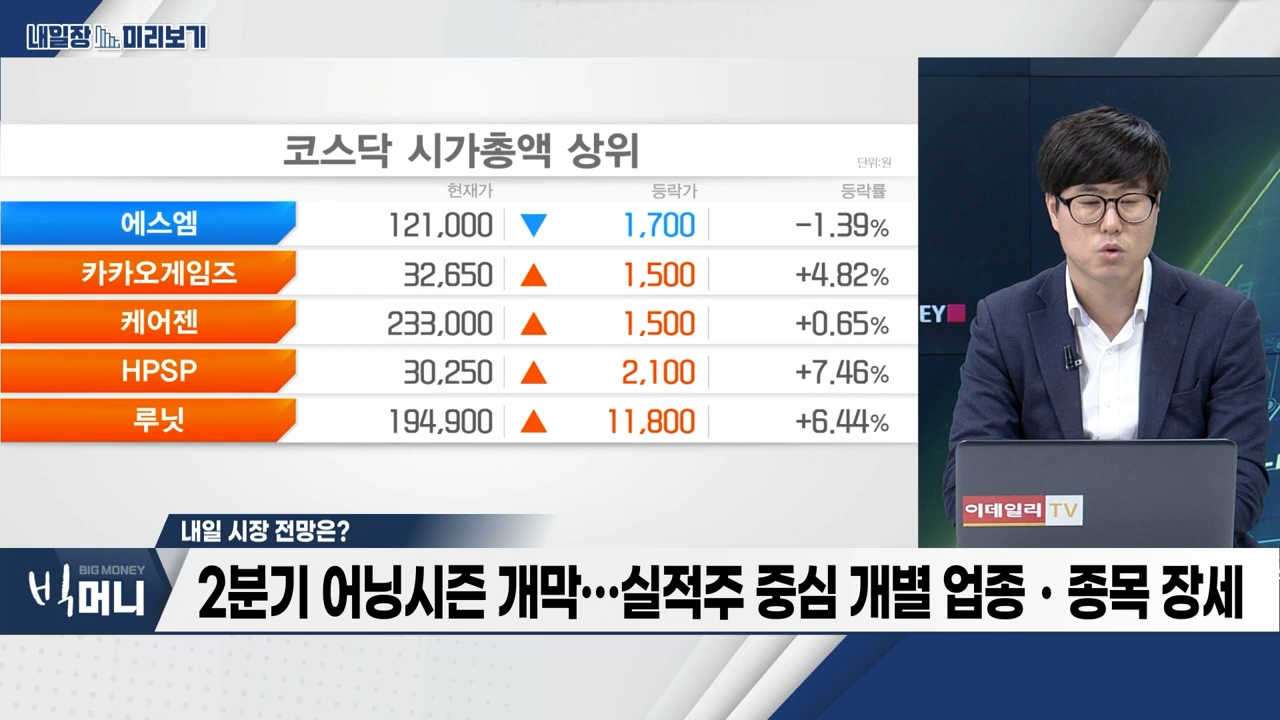 내일장 미리보기
코스닥 시가총액 상위
단위:원
현재가 등락가 등락률
에스엠 121,000 ▼ 1,700 -1.39%
카카오게임즈 32,650 ▲ 1,500 +4.82%
케어젠 233,000 ▲ 1,500 +0.65%
HPSP 30,250 ▲ 2,100 +7.46%
루닛 194,900 ▲ 11,800 +6.44%
EY
이데일리TV
내일 시장 전망은?
BIG MONEY
빅머니
2분기 어닝시즌 개막…실적주 중심 개별 업종·종목 장세